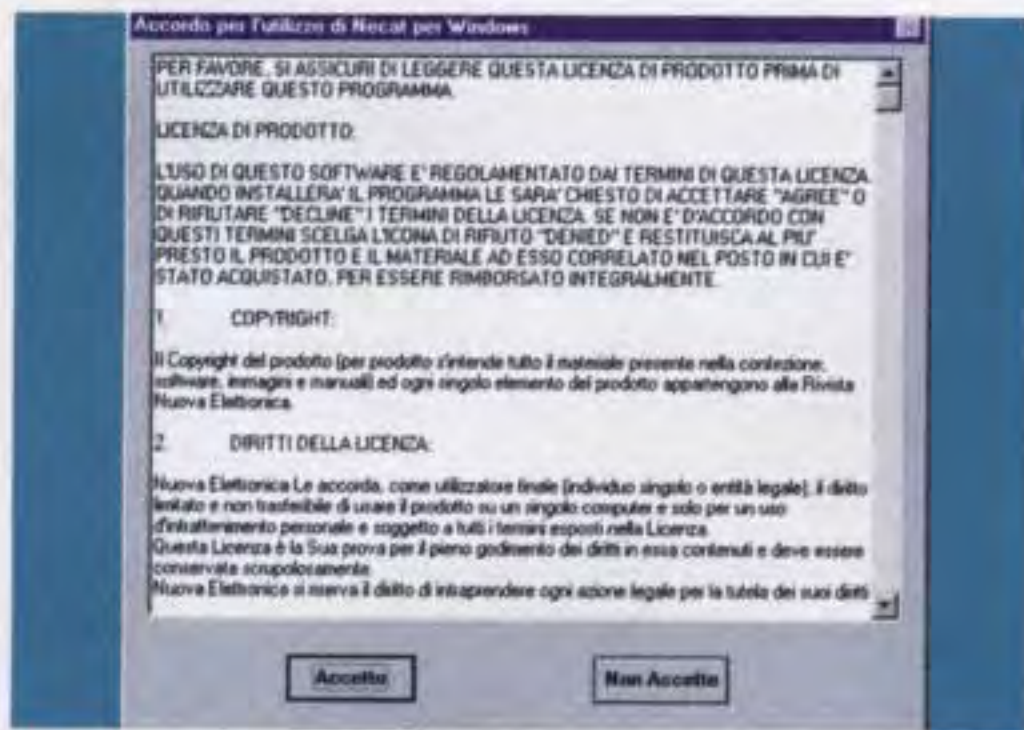 Accordo per l'utilizzo di Necat per Windows
PER FAVORE, SI ASSICURI DI LEGGERE QUESTA LICENZA DI PRODOTTO PRIMA DI
UTILIZZARE QUESTO PROGRAMMA.
LICENZA DI PRODOTTO:
L'USO DI QUESTO SOFTWARE E' REGOLAMENTATO DAI TERMINI DI QUESTA LICENZA.
QUANDO INSTALLERA' IL PROGRAMMA LE SARA' CHIESTO DI ACCETTARE "AGREE" O
DI RIFIUTARE "DECLINE" I TERMINI DELLA LICENZA. SE NON E' D'ACCORDO CON
QUESTI TERMINI SCELGA L'ICONA DI RIFIUTO "DENIED" E RESTITUISCA AL PIU'
PRESTO IL PRODOTTO E IL MATERIALE AD ESSO CORRELATO NEL POSTO IN CUI E'
STATO ACQUISTATO, PER ESSERE RIMBORSATO INTEGRALMENTE.
1. COPYRIGHT:
Il Copyright del prodotto (per prodotto s'intende tutto il materiale presente nella confezione:
software, immagini e manuali) ed ogni singolo elemento del prodotto appartengono alla Rivista
Nuova Elettronica.
2. DIRITTI DELLA LICENZA:
Nuova Elettronica Le accorda, come utilizzatore finale (individuo singolo o entità legale), il diritto
limitato e non trasferibile di usare il prodotto su un singolo computer e solo per un uso
d'intrattenimento personale e soggetto a tutti i termini esposti nella Licenza.
Questa Licenza è la Sua prova per il pieno godimento dei diritti in essa contenuti e deve essere
conservata scrupolosamente.
Nuova Elettronica si riserva il diritto di intraprendere ogni azione legale per la tutela dei suoi diritti
Accetto
Non Accetto